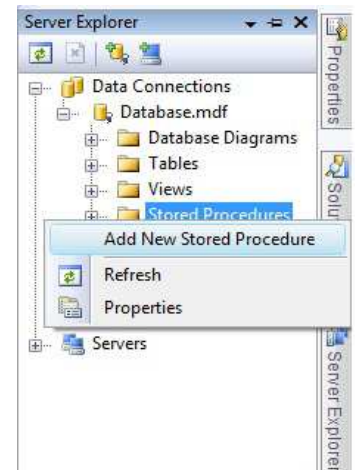 Server Explorer
Data Connections
Database.mdf
Database Diagrams
Tables
Views
Stored Procedures
Add New Stored Procedure
Refresh
Properties
Servers
Properties
Solu
Server Explorer